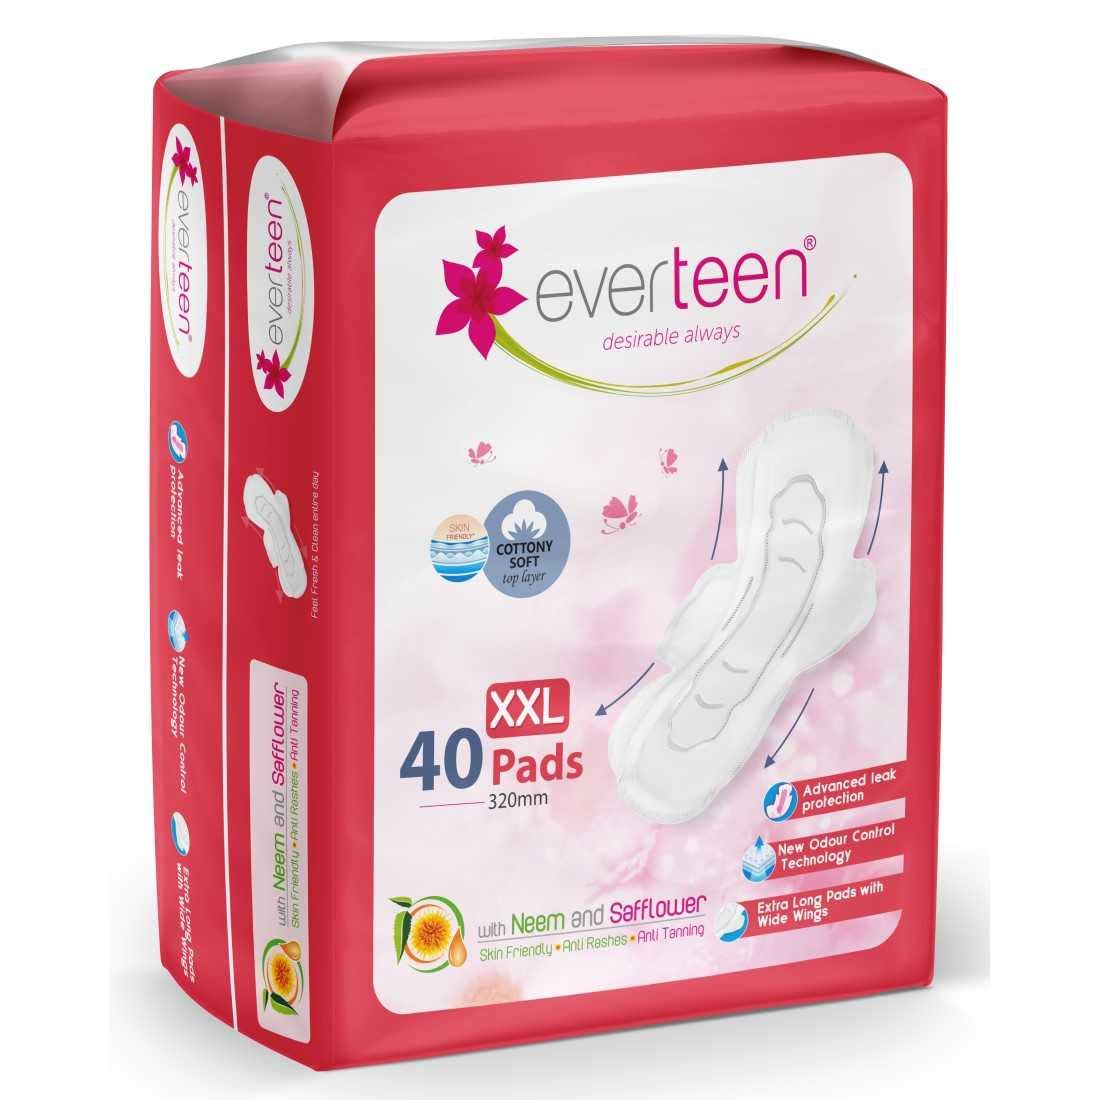 everteen®
desirable always
SKIN
FRIENDLY*
COTTONY
SOFT
top layer
XXL
40 Pads
320mm
Advanced leak
protection
New Odour Control
Technology
Extra Long Pads with
Wide Wings
with Neem and Safflower
Skin Friendly • Anti Rashes • Anti Tanning
everteen®
desirable always
Advanced leak
protection
New Odour Control
Technology
Extra Long Pads
with Wide Wings
everteen®
desirable always
Feel Fresh & Clean entire day
with Neem and Safflower
Skin Friendly • Anti Rashes • Anti Tanning